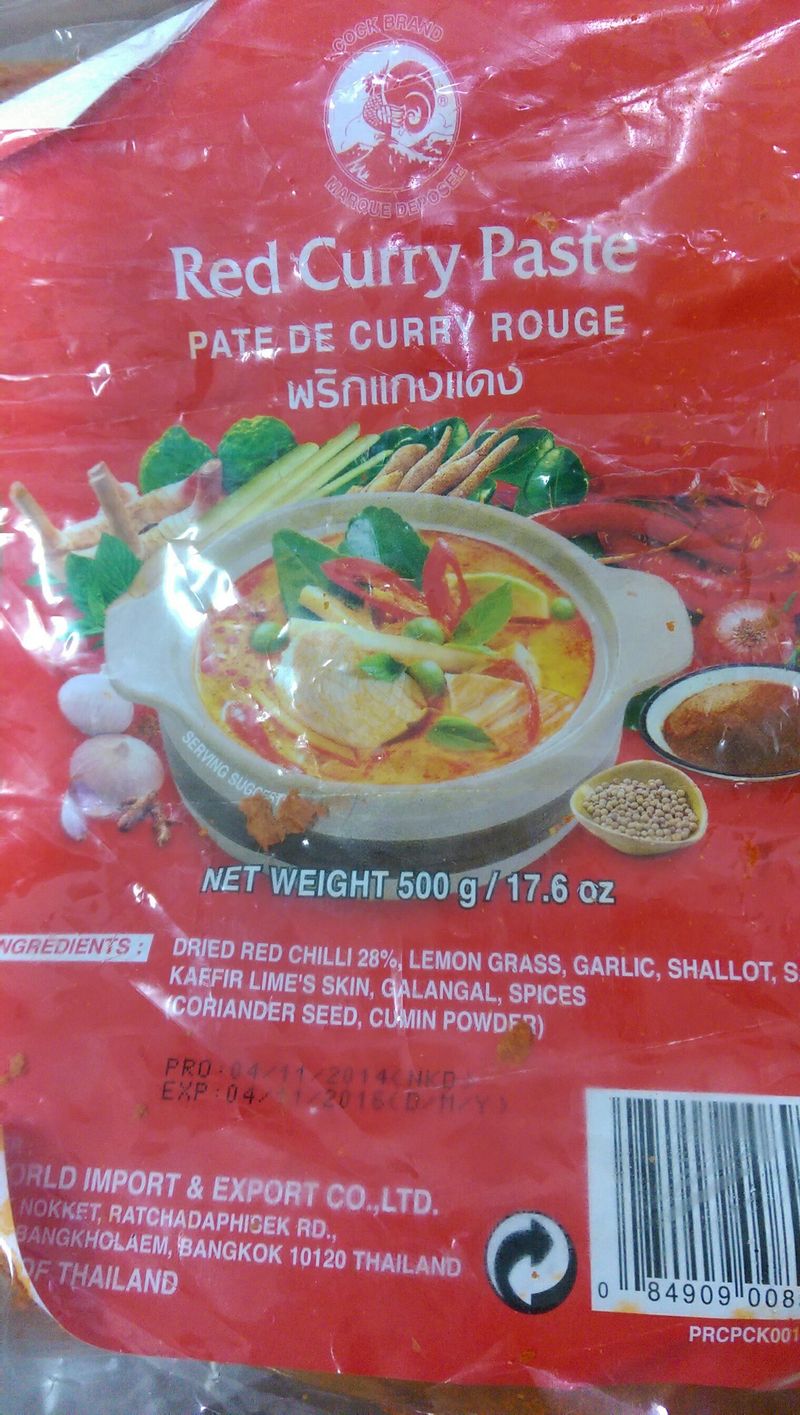 COCK BRAND
MARQUE DEPOSEE
Red Curry Paste
PATE DE CURRY ROUGE
พริกแกงแดง
SERVING SUGGEST
NET WEIGHT 500 g / 17.6 oz
NGREDIENTS :
DRIED RED CHILLI 28%, LEMON GRASS, GARLIC, SHALLOT, S
KAFFIR LIME'S SKIN, GALANGAL, SPICES
(CORIANDER SEED, CUMIN POWDER)
PRO:04/11/2014(NKD)
EXP:04/11/2016(D/M/Y)
ORLD IMPORT & EXPORT CO.,LTD.
NOKKET, RATCHADAPHISEK RD.,
BANGKHOLAEM, BANGKOK 10120 THAILAND
OF THAILAND
0 84909 008
PRCPCK001